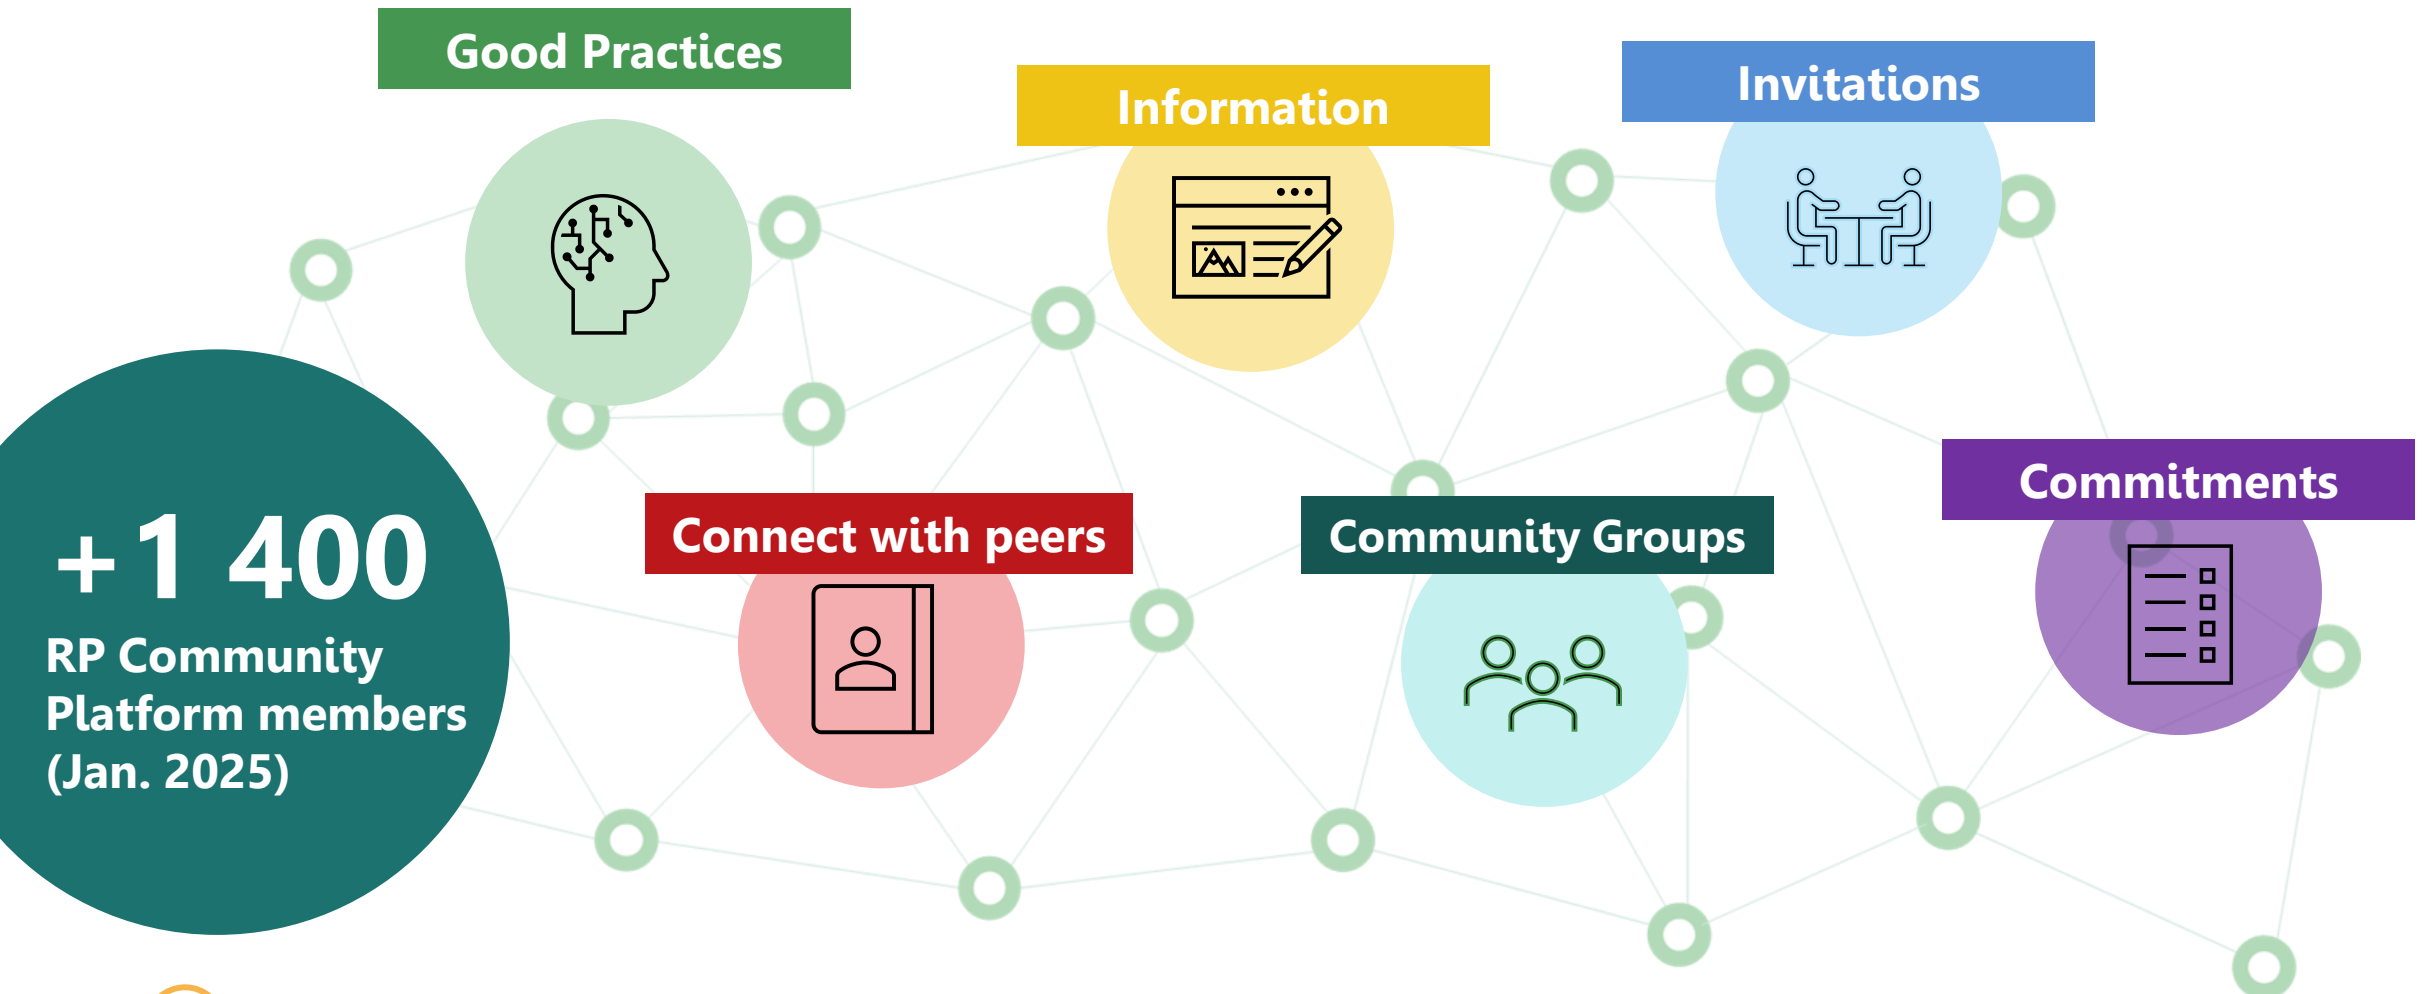 Good Practices
Information
Invitations
+1 400
RP Community
Platform members
(Jan. 2025)
Connect with peers
Community Groups
Commitments